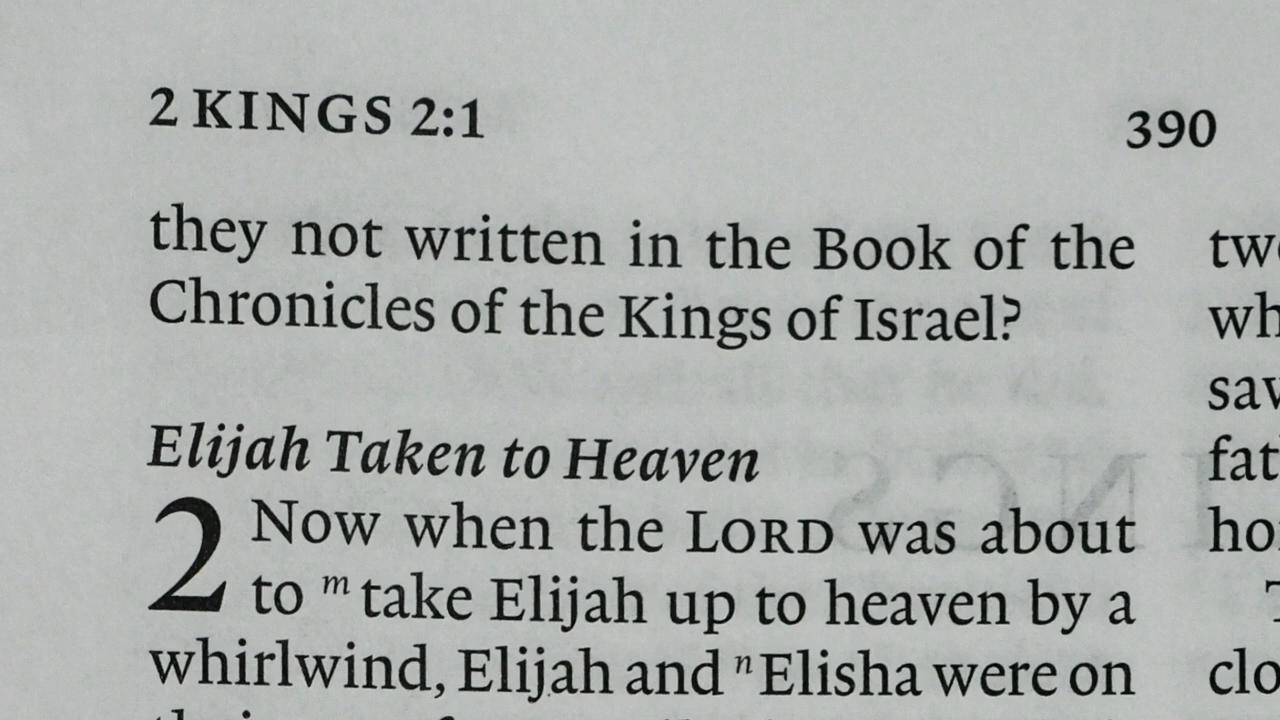 2 KINGS 2:1
390
they not written in the Book of the
Chronicles of the Kings of Israel?
Elijah Taken to Heaven
2 Now when the LORD was about
to m take Elijah up to heaven by a
whirlwind, Elijah and n Elisha were on